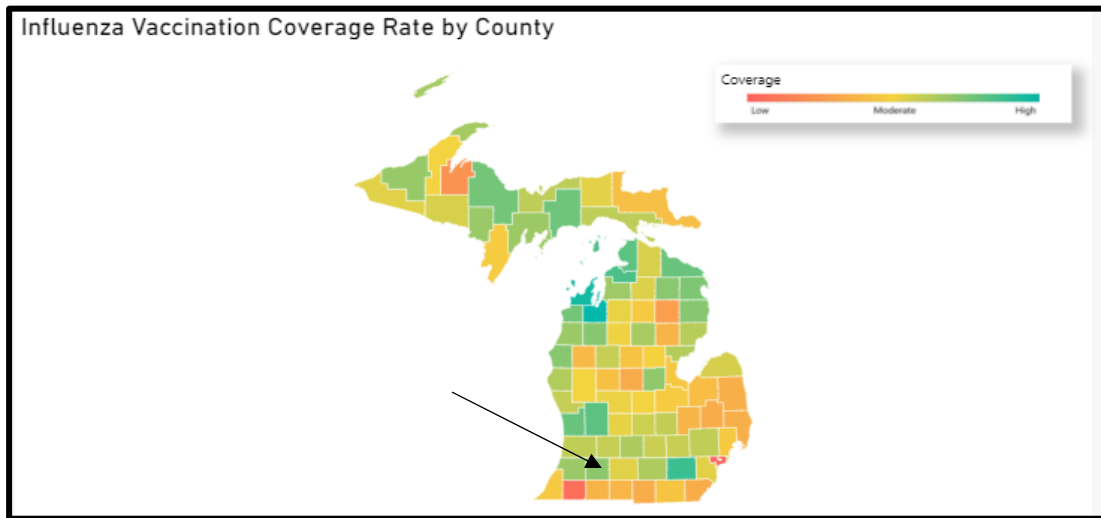 Influenza Vaccination Coverage Rate by County
Coverage
Low Moderate High